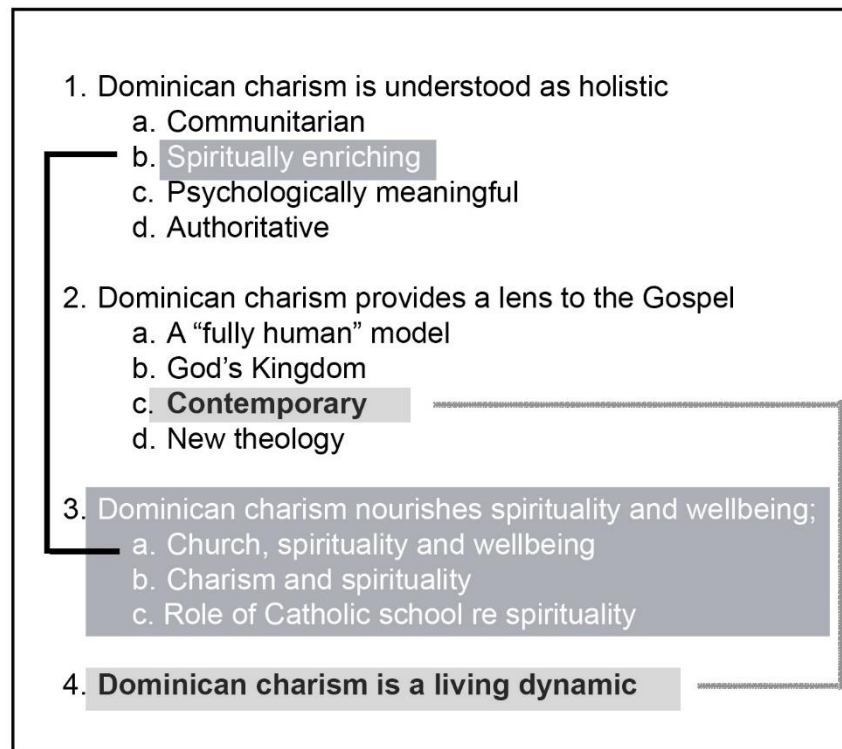 1. Dominican charism is understood as holistic
a. Communitarian
b. Spiritually enriching
c. Psychologically meaningful
d. Authoritative
2. Dominican charism provides a lens to the Gospel
a. A “fully human” model
b. God’s Kingdom
c. Contemporary
d. New theology
3. Dominican charism nourishes spirituality and wellbeing;
a. Church, spirituality and wellbeing
b. Charism and spirituality
c. Role of Catholic school re spirituality
4. Dominican charism is a living dynamic